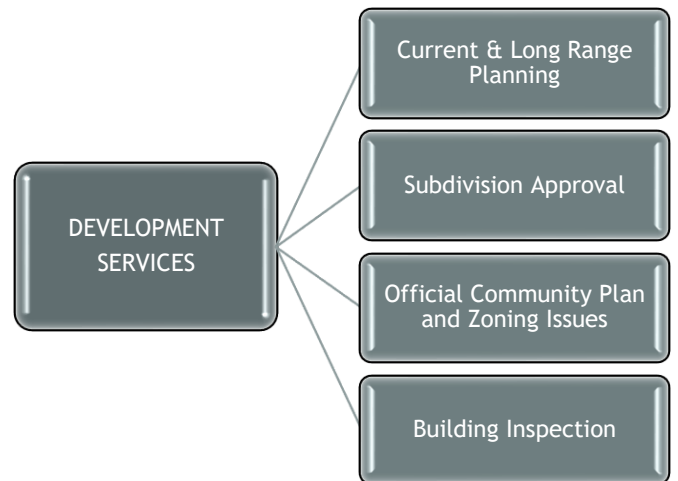 Current & Long Range
Planning
Subdivision Approval
DEVELOPMENT
SERVICES
Official Community Plan
and Zoning Issues
Building Inspection